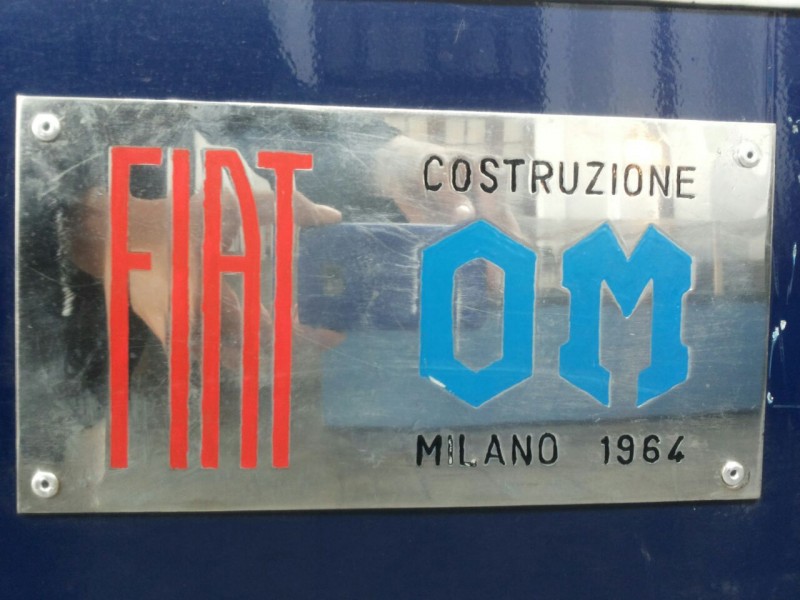 FIAT
COSTRUZIONE
OM
MILANO 1964